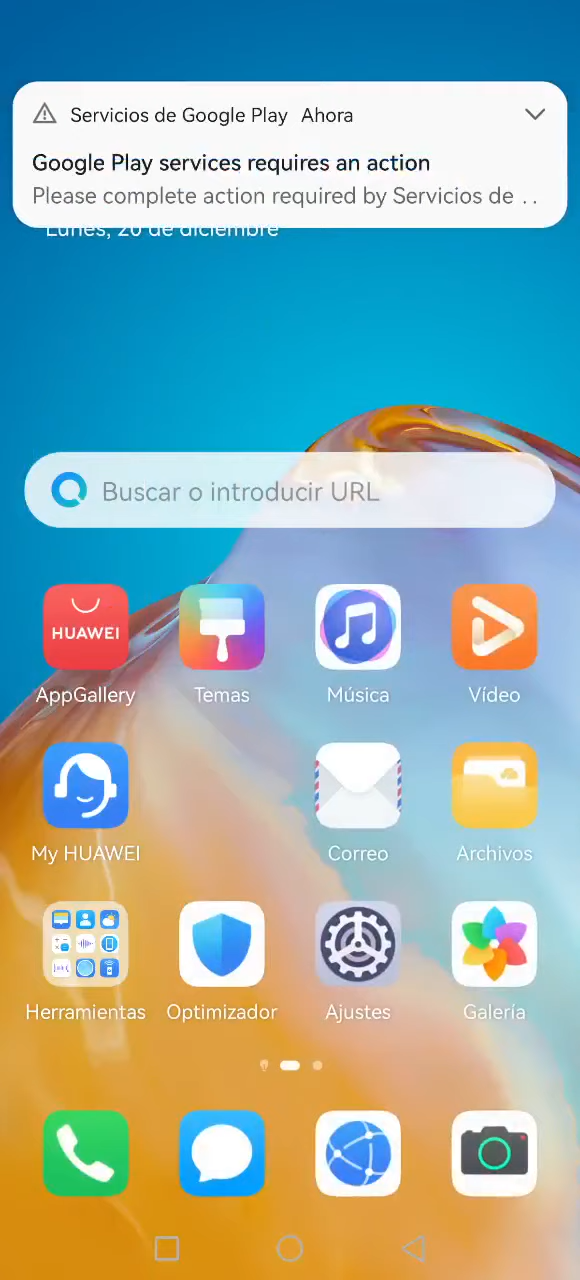 Servicios de Google Play Ahora
Google Play services requires an action
Please complete action required by Servicios de . .
Lunes, 20 de diciembre
Buscar o introducir URL
HUAWEI
AppGallery Temas Música Vídeo
My HUAWEI Correo Archivos
Herramientas Optimizador Ajustes Galería